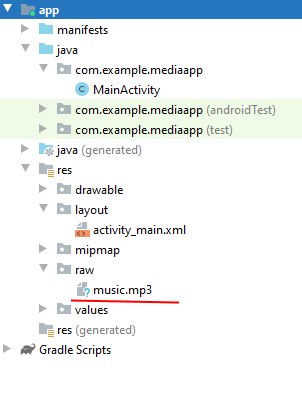 app
manifests
java
com.example.mediaapp
MainActivity
com.example.mediaapp (androidTest)
com.example.mediaapp (test)
java (generated)
res
drawable
layout
activity_main.xml
mipmap
raw
music.mp3
values
res (generated)
Gradle Scripts